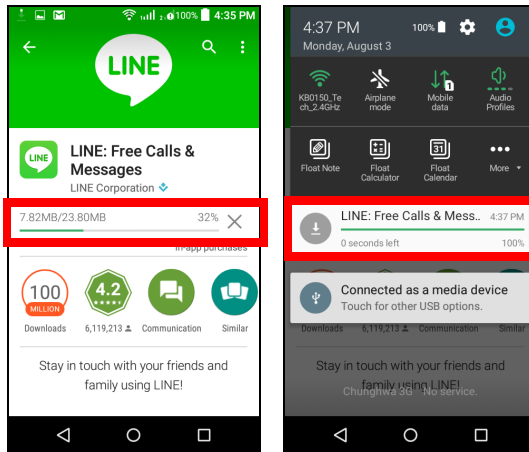 100% 4:35 PM
LINE
LINE
LINE: Free Calls &
Messages
LINE Corporation
7.82MB/23.80MB 32%
In-app purchases
100
MILLION
4.2
Downloads 6,119,213 Communication Similar
Stay in touch with your friends and
family using LINE!
4:37 PM 100%
Monday, August 3
KB0150_Te
ch_2.4GHz
Airplane
mode
Mobile
data
Audio
Profiles
31
Float Note
Float
Calculator
Float
Calendar
More
LINE: Free Calls & Mess.. 4:37 PM
0 seconds left 100%
Connected as a media device
Touch for other USB options.
Downloads 6,119,213 Communication Similar
Stay in touch with your friends and
family using LINE!
Chunghwa 3G No service.